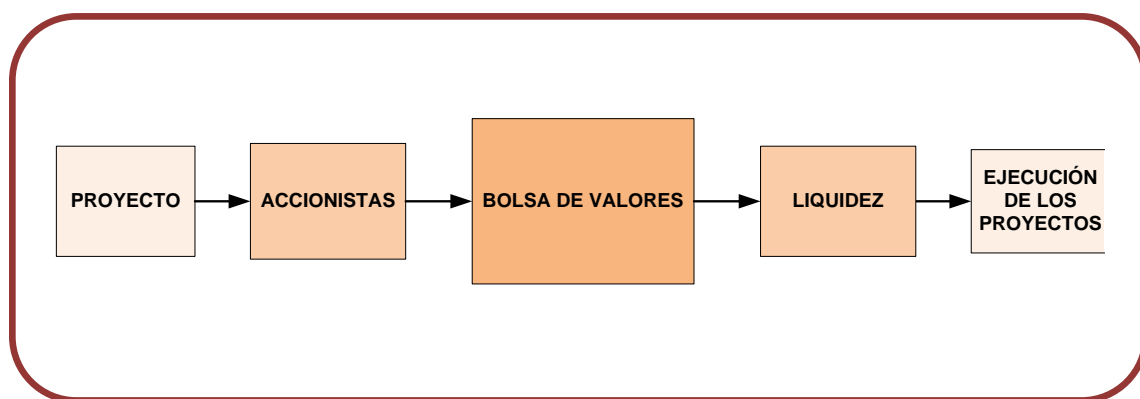 PROYECTO
ACCIONISTAS
BOLSA DE VALORES
LIQUIDEZ
EJECUCIÓN
DE LOS
PROYECTOS